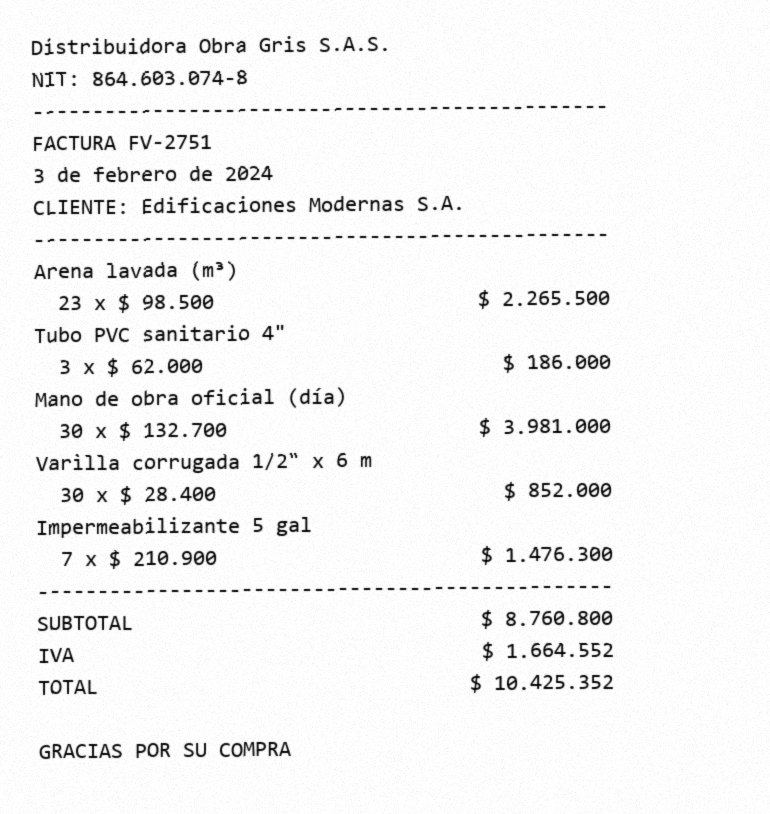 Distribuidora Obra Gris S.A.S.
NIT: 864.603.074-8
------------------------------------------------
FACTURA FV-2751
3 de febrero de 2024
CLIENTE: Edificaciones Modernas S.A.
------------------------------------------------
Arena lavada (m³)
23 x $ 98.500 $ 2.265.500
Tubo PVC sanitario 4"
3 x $ 62.000 $ 186.000
Mano de obra oficial (día)
30 x $ 132.700 $ 3.981.000
Varilla corrugada 1/2" x 6 m
30 x $ 28.400 $ 852.000
Impermeabilizante 5 gal
7 x $ 210.900 $ 1.476.300
------------------------------------------------
SUBTOTAL $ 8.760.800
IVA $ 1.664.552
TOTAL $ 10.425.352
GRACIAS POR SU COMPRA